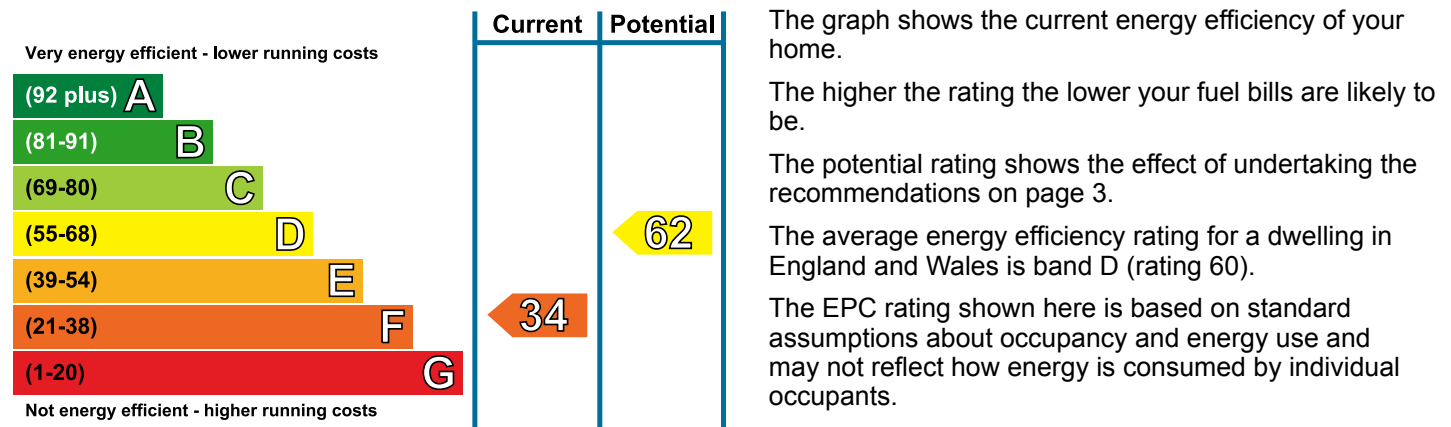 Current Potential
Very energy efficient - lower running costs
(92 plus) A
(81-91) B
(69-80) C
(55-68) D
62
(39-54) E
(21-38) F
34
(1-20) G
Not energy efficient - higher running costs
The graph shows the current energy efficiency of your
home.
The higher the rating the lower your fuel bills are likely to
be.
The potential rating shows the effect of undertaking the
recommendations on page 3.
The average energy efficiency rating for a dwelling in
England and Wales is band D (rating 60).
The EPC rating shown here is based on standard
assumptions about occupancy and energy use and
may not reflect how energy is consumed by individual
occupants.